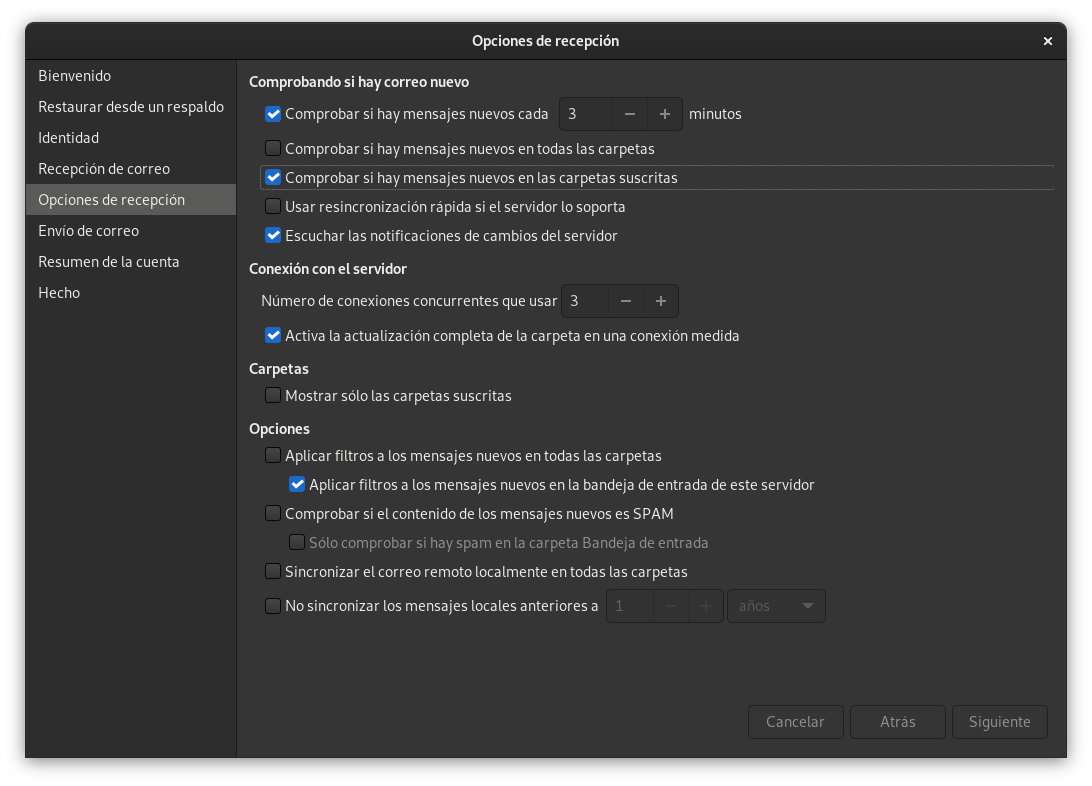 Opciones de recepción
Bienvenido
Restaurar desde un respaldo
Identidad
Recepción de correo
Opciones de recepción
Envío de correo
Resumen de la cuenta
Hecho
Comprobando si hay correo nuevo
Comprobar si hay mensajes nuevos cada 3 minutos
Comprobar si hay mensajes nuevos en todas las carpetas
Comprobar si hay mensajes nuevos en las carpetas suscritas
Usar resincronización rápida si el servidor lo soporta
Escuchar las notificaciones de cambios del servidor
Conexión con el servidor
Número de conexiones concurrentes que usar 3
Activa la actualización completa de la carpeta en una conexión medida
Carpetas
Mostrar sólo las carpetas suscritas
Opciones
Aplicar filtros a los mensajes nuevos en todas las carpetas
Aplicar filtros a los mensajes nuevos en la bandeja de entrada de este servidor
Comprobar si el contenido de los mensajes nuevos es SPAM
Sólo comprobar si hay spam en la carpeta Bandeja de entrada
Sincronizar el correo remoto localmente en todas las carpetas
No sincronizar los mensajes locales anteriores a 1 años
Cancelar Atrás Siguiente